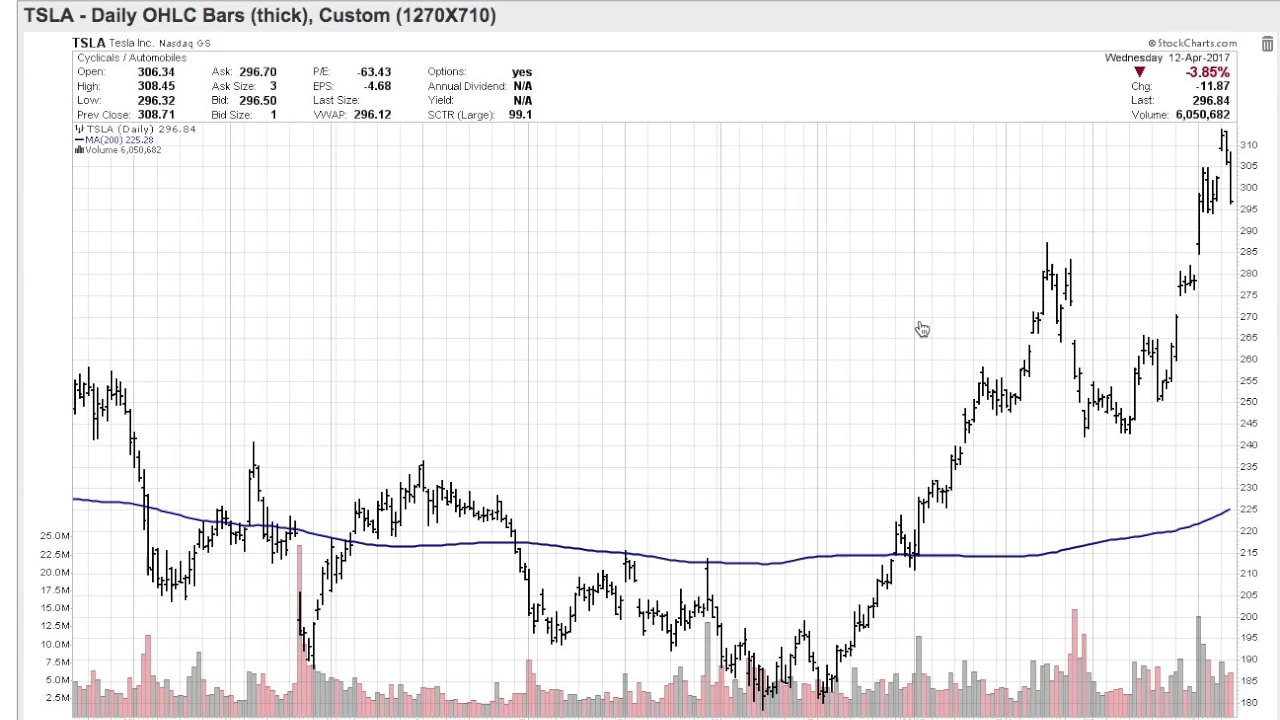 TSLA - Daily OHLC Bars (thick), Custom (1270X710)
TSLA Tesla Inc. Nasdaq GS
© StockCharts.com
Cyclicals / Automobiles
Wednesday 12-Apr-2017
Open: 306.34 Ask: 296.70 P/E: -63.43 Options: yes
-3.85%
High: 308.45 Ask Size: 3 EPS: -4.68 Annual Dividend: N/A
Chg: -11.87
Low: 296.32 Bid: 296.50 Last Size: Yield: N/A
Last: 296.84
Prev Close: 308.71 Bid Size: 1 VWAP: 296.12 SCTR (Large): 99.1
Volume: 6,050,682
TSLA (Daily) 296.84
MA(200) 225.28
Volume 6,050,682
310
305
300
295
290
285
280
275
270
265
260
255
250
245
240
235
230
225
220
215
210
205
200
195
190
185
180
25.0M
22.5M
20.0M
17.5M
15.0M
12.5M
10.0M
7.5M
5.0M
2.5M